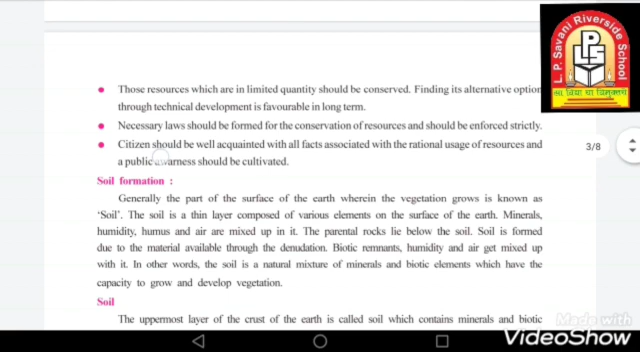 Those resources which are in limited quantity should be conserved. Finding its alternative option
through technical development is favourable in long term.
Necessary laws should be formed for the conservation of resources and should be enforced strictly.
Citizen should be well acquainted with all facts associated with the rational usage of resources and
a public awarness should be cultivated.
Soil formation :
Generally the part of the surface of the earth wherein the vegetation grows is known as
'Soil'. The soil is a thin layer composed of various elements on the surface of the earth. Minerals,
humidity, humus and air are mixed up in it. The parental rocks lie below the soil. Soil is formed
due to the material available through the denudation. Biotic remnants, humidity and air get mixed up
with it. In other words, the soil is a natural mixture of minerals and biotic elements which have the
capacity to grow and develop vegetation.
Soil
The uppermost layer of the crust of the earth is called soil which contains minerals and biotic
L. P. Savani Riverside School
LPS
सा विद्या या विमुक्तये
3/8
Made with
VideoShow